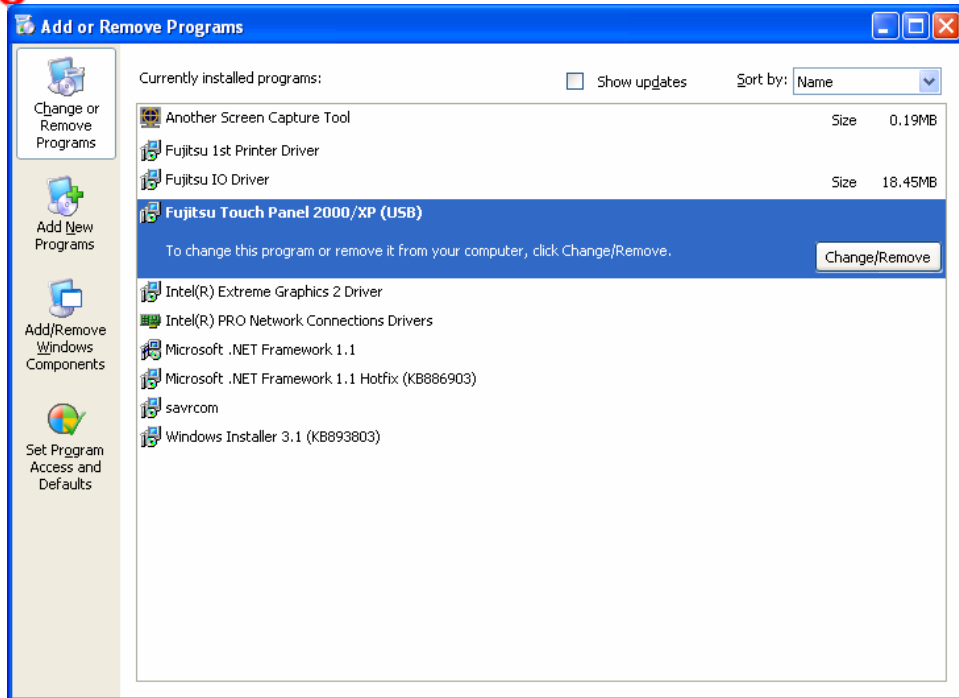 Add or Remove Programs
Change or
Remove
Programs
Add New
Programs
Add/Remove
Windows
Components
Set Program
Access and
Defaults
Currently installed programs:
Show updates
Sort by: Name
Another Screen Capture Tool Size 0.19MB
Fujitsu 1st Printer Driver
Fujitsu IO Driver Size 18.45MB
Fujitsu Touch Panel 2000/XP (USB)
To change this program or remove it from your computer, click Change/Remove. Change/Remove
Intel(R) Extreme Graphics 2 Driver
Intel(R) PRO Network Connections Drivers
Microsoft .NET Framework 1.1
Microsoft .NET Framework 1.1 Hotfix (KB886903)
savrcom
Windows Installer 3.1 (KB893803)